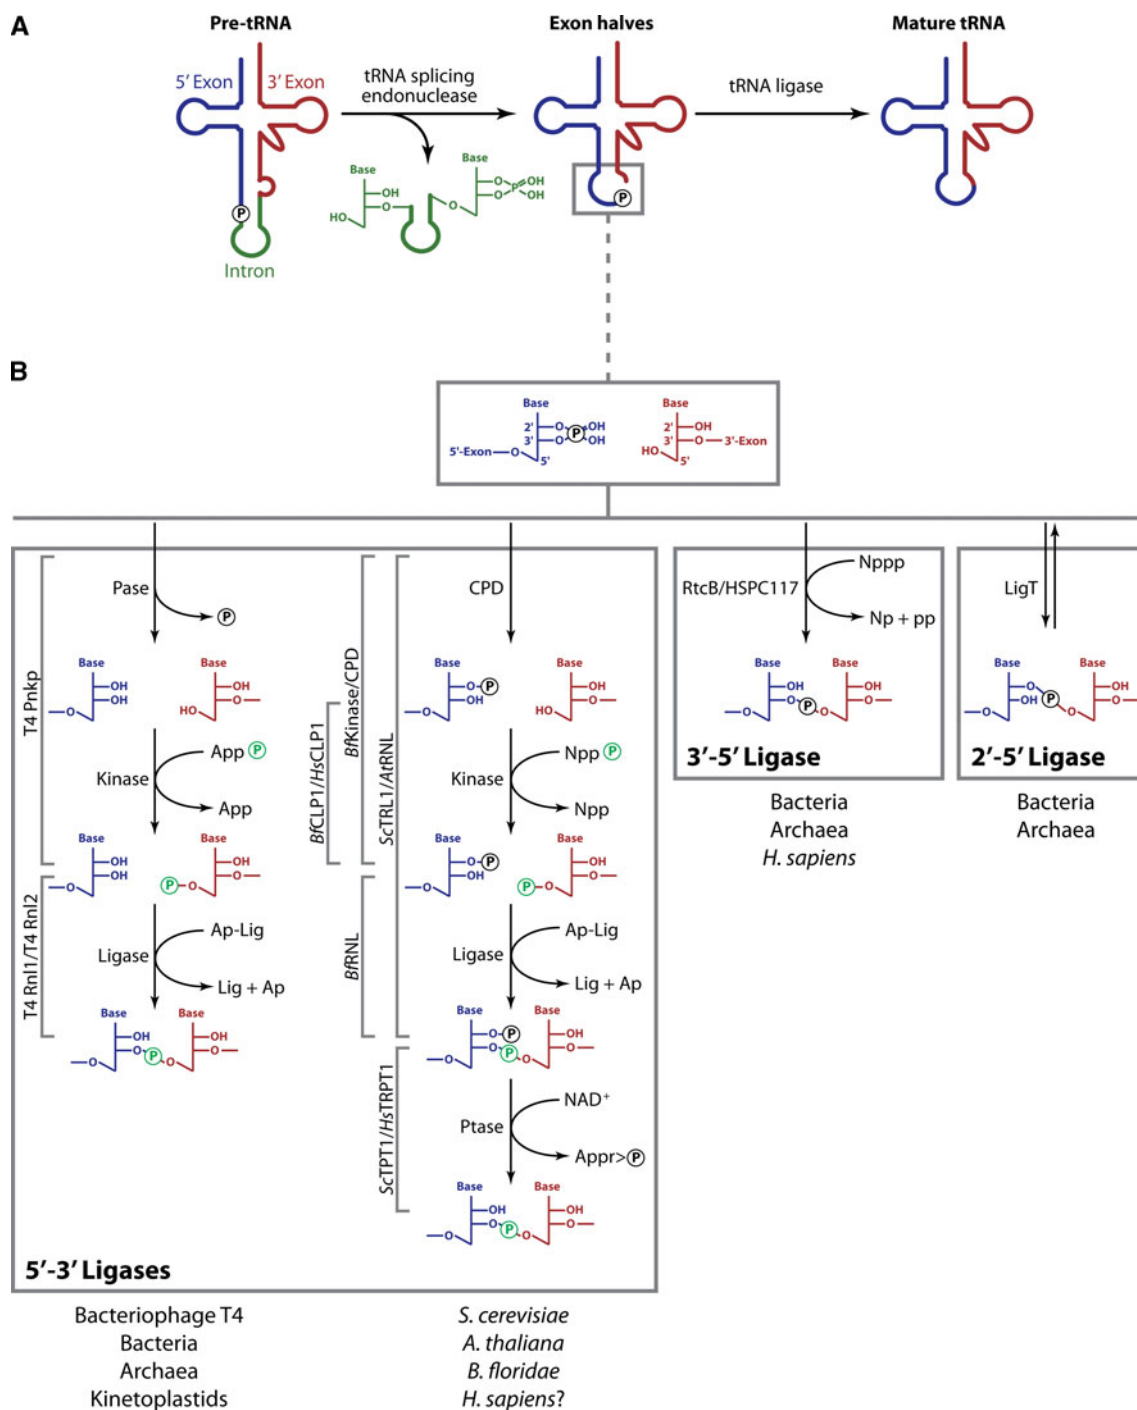 A
Pre-tRNA
Exon halves
Mature tRNA
5′ Exon
3′ Exon
tRNA splicing
endonuclease
tRNA ligase
Base
OH
O
HO
O
Base
O
O
P
OH
OH
P
P
Intron
B
Base
2′
3′
5′
O
O
P
OH
OH
5′-Exon
O
Base
2′
3′
5′
OH
O
3′-Exon
HO
Pase
P
CPD
RtcB/HSPC117
Nppp
Np + pp
LigT
T4 Pnkp
Base
OH
OH
O
Base
OH
O
HO
BfCLP1/HsCLP1
BfKinase/CPD
ScTRL1/AtRNL
Base
O
P
OH
O
Base
OH
O
HO
Base
OH
O
O
P
O
Base
OH
O
3′-5′ Ligase
Bacteria
Archaea
H. sapiens
Base
O
OH
O
P
O
Base
OH
O
2′-5′ Ligase
Bacteria
Archaea
Kinase
App P
App
Kinase
Npp P
Npp
Base
OH
OH
O
Base
OH
O
P
O
Base
O
P
OH
O
Base
OH
O
P
O
T4 Rnl1/T4 Rnl2
Ligase
Ap-Lig
Lig + Ap
BfRNL
Ligase
Ap-Lig
Lig + Ap
Base
OH
O
O
P
O
Base
OH
O
Base
O
P
O
O
P
O
Base
OH
O
ScTPT1/HsTRPT1
Ptase
NAD+
Appr>P
Base
OH
O
O
P
O
Base
OH
O
5′-3′ Ligases
Bacteriophage T4
Bacteria
Archaea
Kinetoplastids
S. cerevisiae
A. thaliana
B. floridae
H. sapiens?